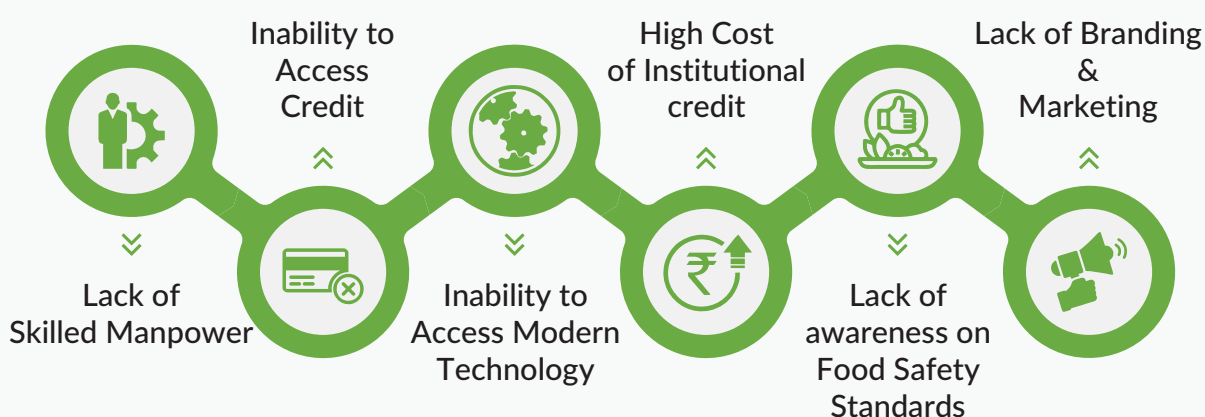 Lack of
Skilled Manpower
Inability to
Access
Credit
Inability to
Access Modern
Technology
High Cost
of Institutional
credit
Lack of
awareness on
Food Safety
Standards
Lack of Branding
&
Marketing
₹